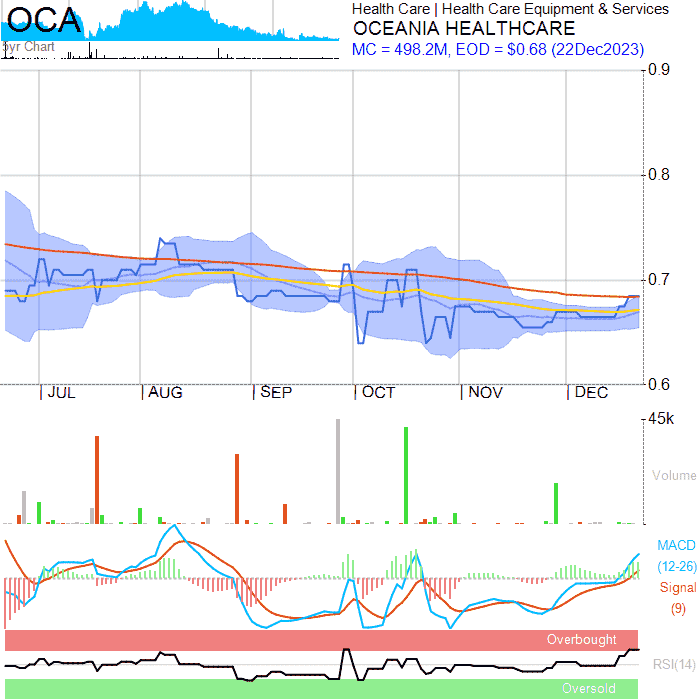 OCA
5yr Chart
Health Care | Health Care Equipment & Services
OCEANIA HEALTHCARE
MC = 498.2M, EOD = $0.68 (22Dec2023)
0.9
0.8
0.7
0.6
| JUL | AUG | SEP | OCT | NOV | DEC
45k
Volume
MACD
(12-26)
Signal
(9)
Overbought
RSI(14)
Oversold